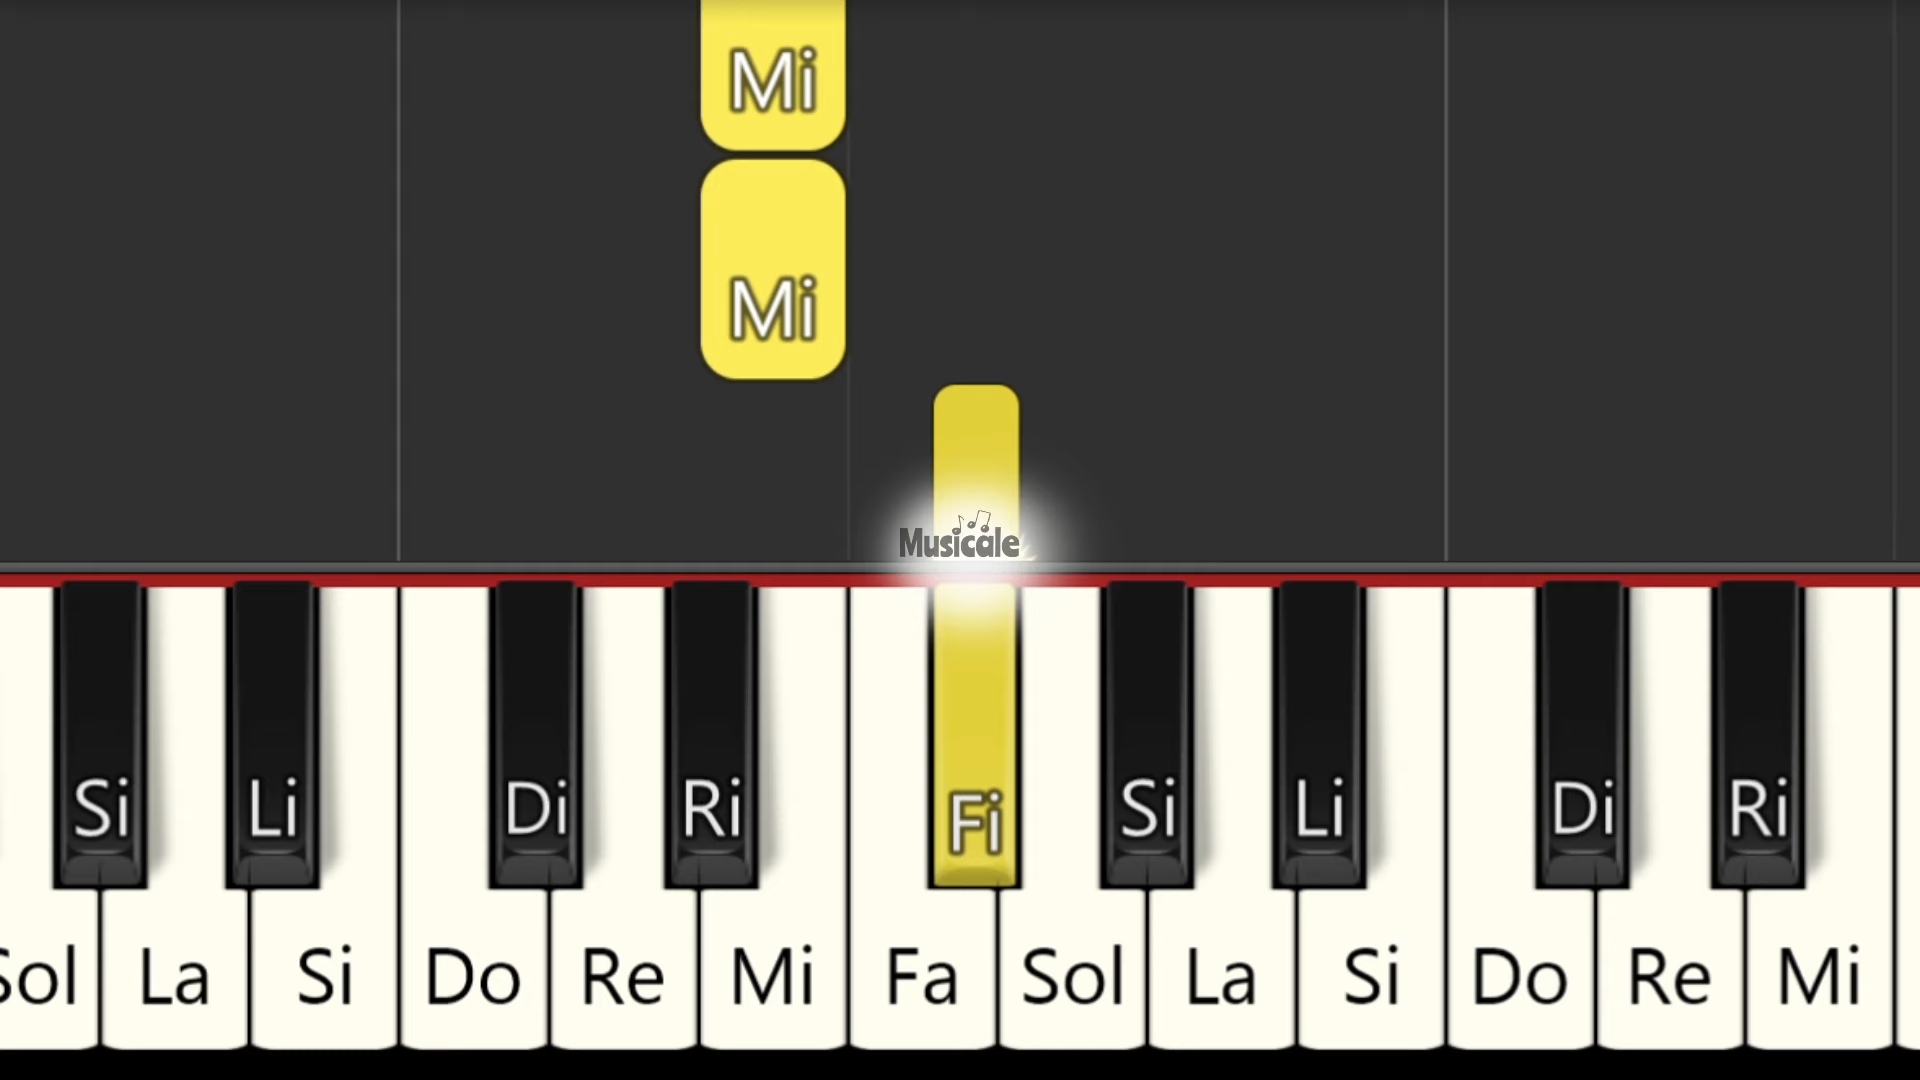 Mi
Mi
Musicale
Si Li Di Ri Fi Si Li Di Ri
Sol La Si Do Re Mi Fa Sol La Si Do Re Mi